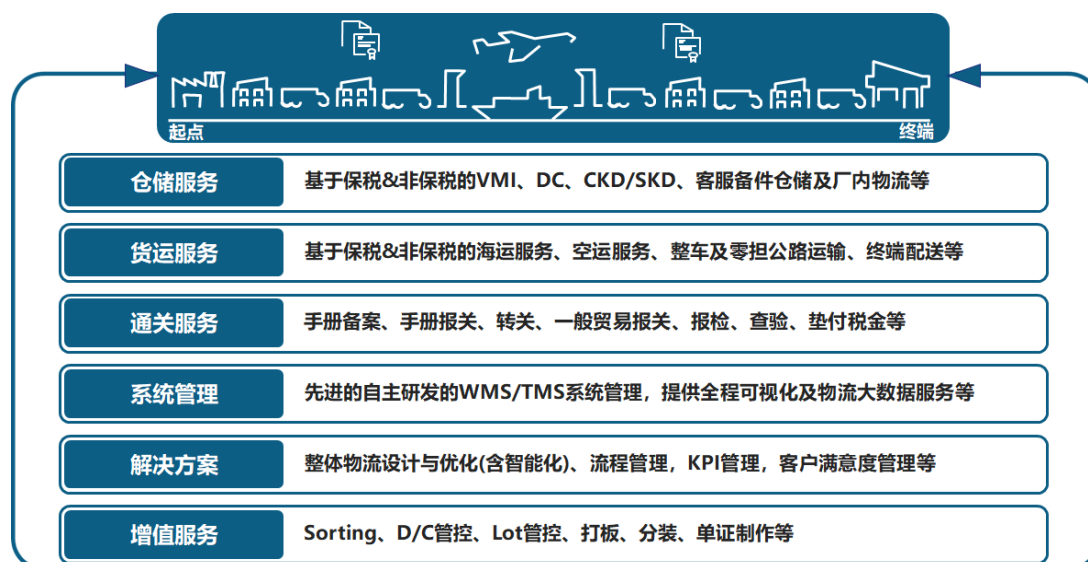 起点
终端
仓储服务
基于保税&非保税的VMI、DC、CKD/SKD、客服备件仓储及厂内物流等
货运服务
基于保税&非保税的海运服务、空运服务、整车及零担公路运输、终端配送等
通关服务
手册备案、手册报关、转关、一般贸易报关、报检、查验、垫付税金等
系统管理
先进的自主研发的WMS/TMS系统管理，提供全程可视化及物流大数据服务等
解决方案
整体物流设计与优化(含智能化)、流程管理，KPI管理，客户满意度管理等
增值服务
Sorting、D/C管控、Lot管控、打板、分装、单证制作等